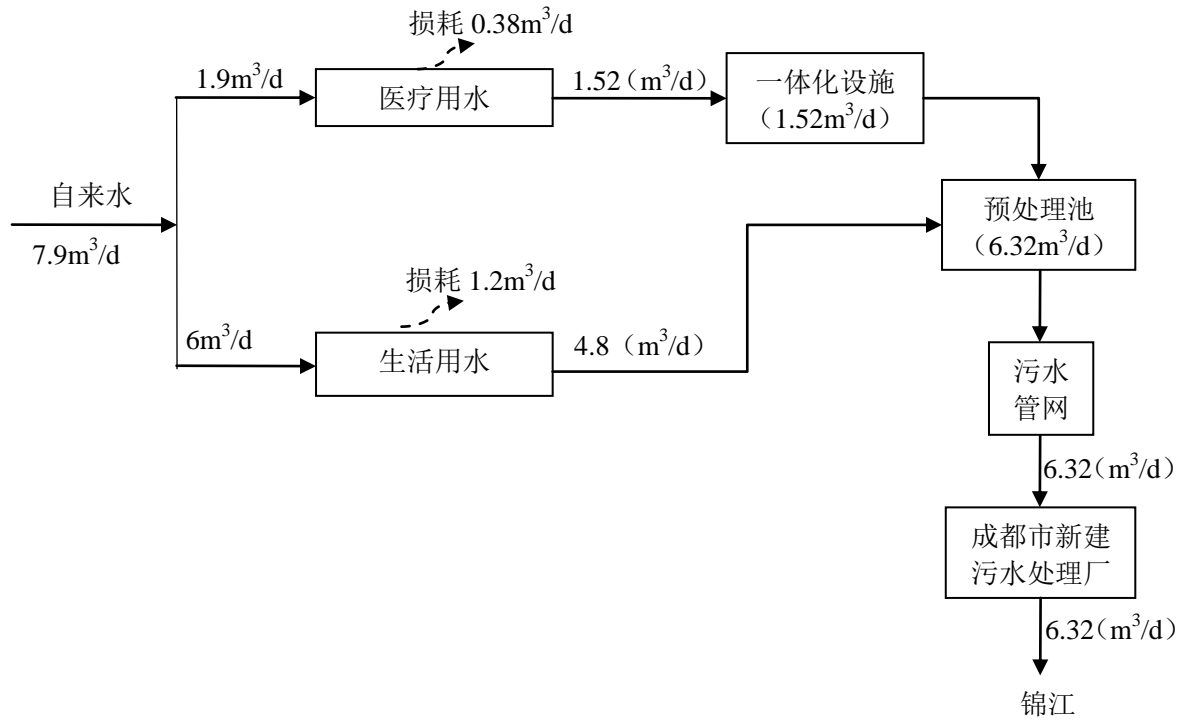 损耗 0.38m³/d
1.9m³/d
医疗用水
1.52（m³/d）
一体化设施
（1.52m³/d）
自来水
7.9m³/d
预处理池
（6.32m³/d）
损耗 1.2m³/d
6m³/d
生活用水
4.8（m³/d）
污水
管网
6.32（m³/d）
成都市新建
污水处理厂
6.32（m³/d）
锦江